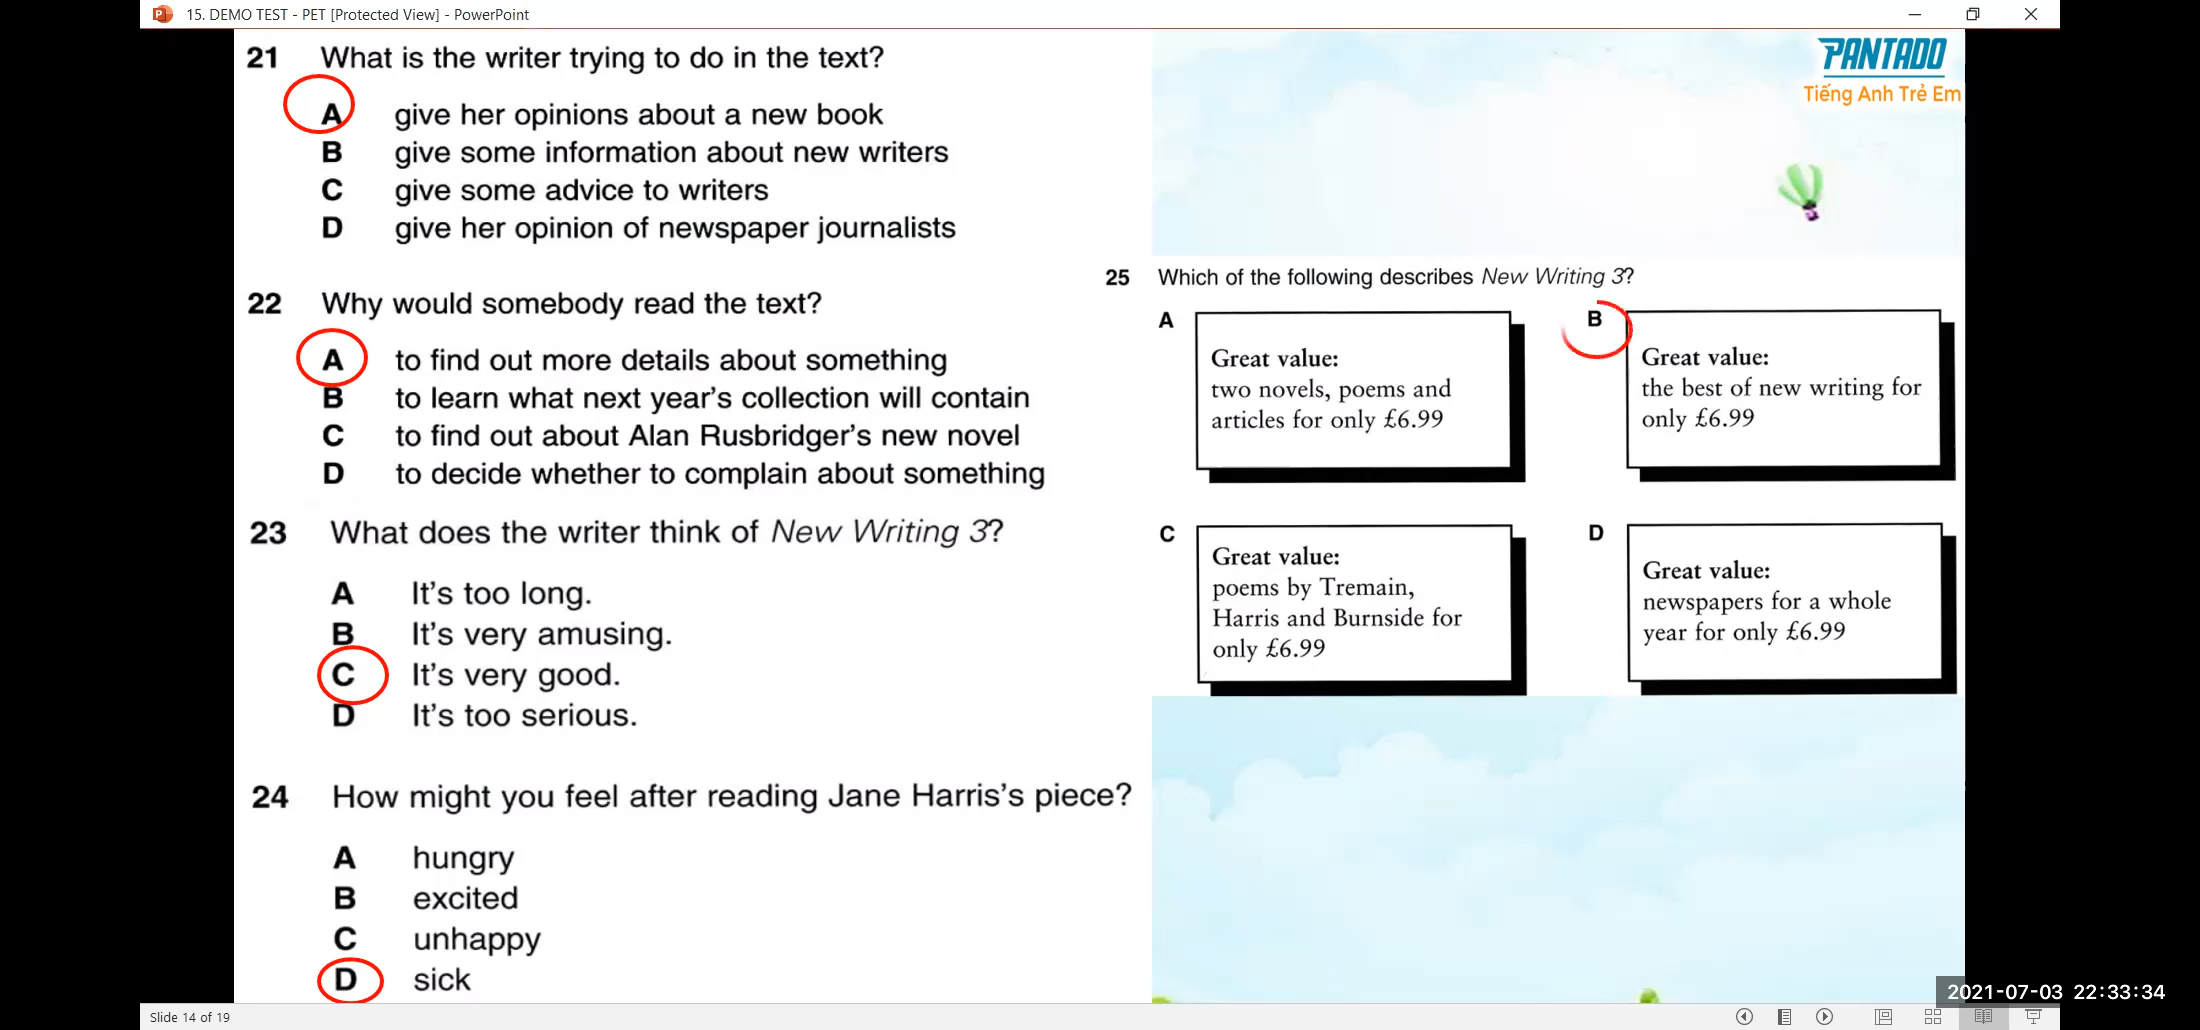 15. DEMO TEST - PET [Protected View] - PowerPoint
PANTADO
Tiếng Anh Trẻ Em
21 What is the writer trying to do in the text?
A give her opinions about a new book
B give some information about new writers
C give some advice to writers
D give her opinion of newspaper journalists
22 Why would somebody read the text?
A to find out more details about something
B to learn what next year's collection will contain
C to find out about Alan Rusbridger's new novel
D to decide whether to complain about something
23 What does the writer think of New Writing 3?
A It's too long.
B It's very amusing.
C It's very good.
D It's too serious.
24 How might you feel after reading Jane Harris's piece?
A hungry
B excited
C unhappy
D sick
25 Which of the following describes New Writing 3?
A
Great value:
two novels, poems and
articles for only £6.99
B
Great value:
the best of new writing for
only £6.99
C
Great value:
poems by Tremain,
Harris and Burnside for
only £6.99
D
Great value:
newspapers for a whole
year for only £6.99
2021-07-03 22:33:34
Slide 14 of 19